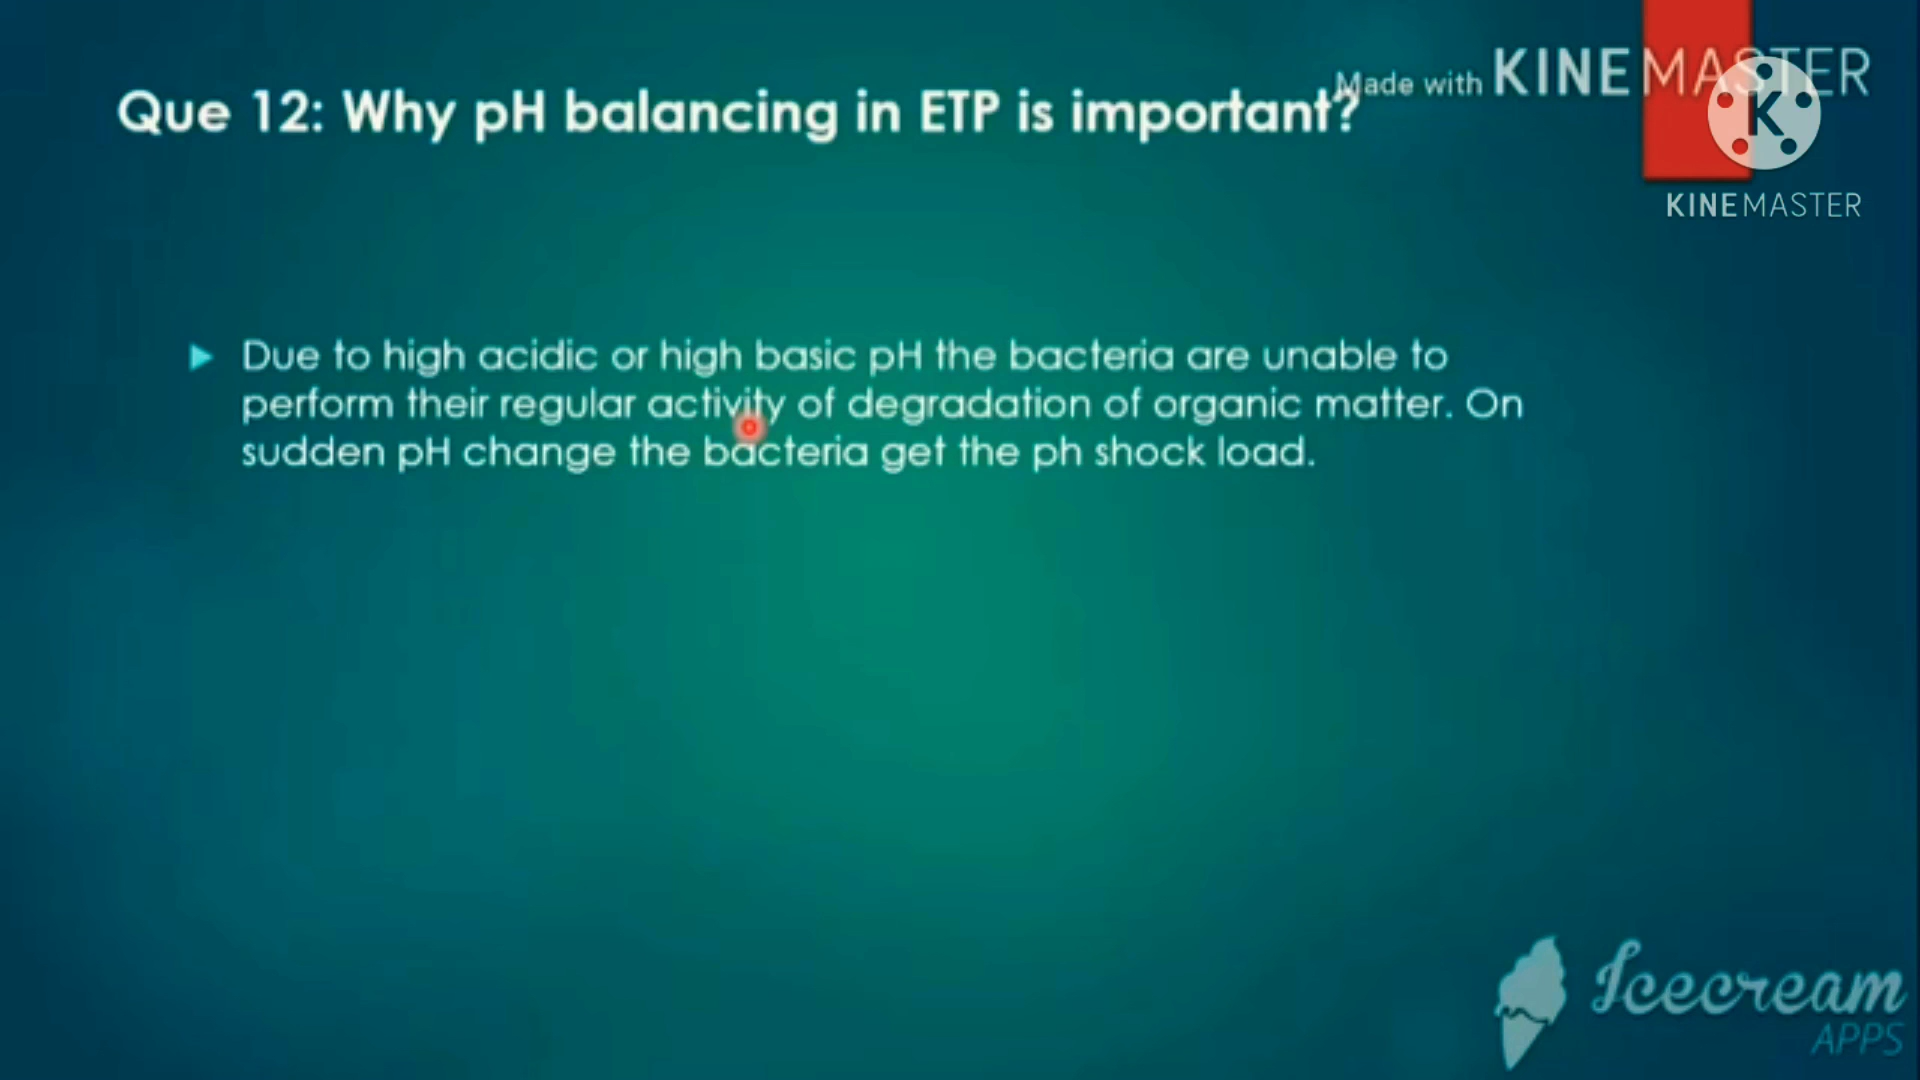 Made with KINEMASTER
Que 12: Why pH balancing in ETP is important?
K
KINEMASTER
Due to high acidic or high basic pH the bacteria are unable to
perform their regular activity of degradation of organic matter. On
sudden pH change the bacteria get the ph shock load.
Icecream
APPS